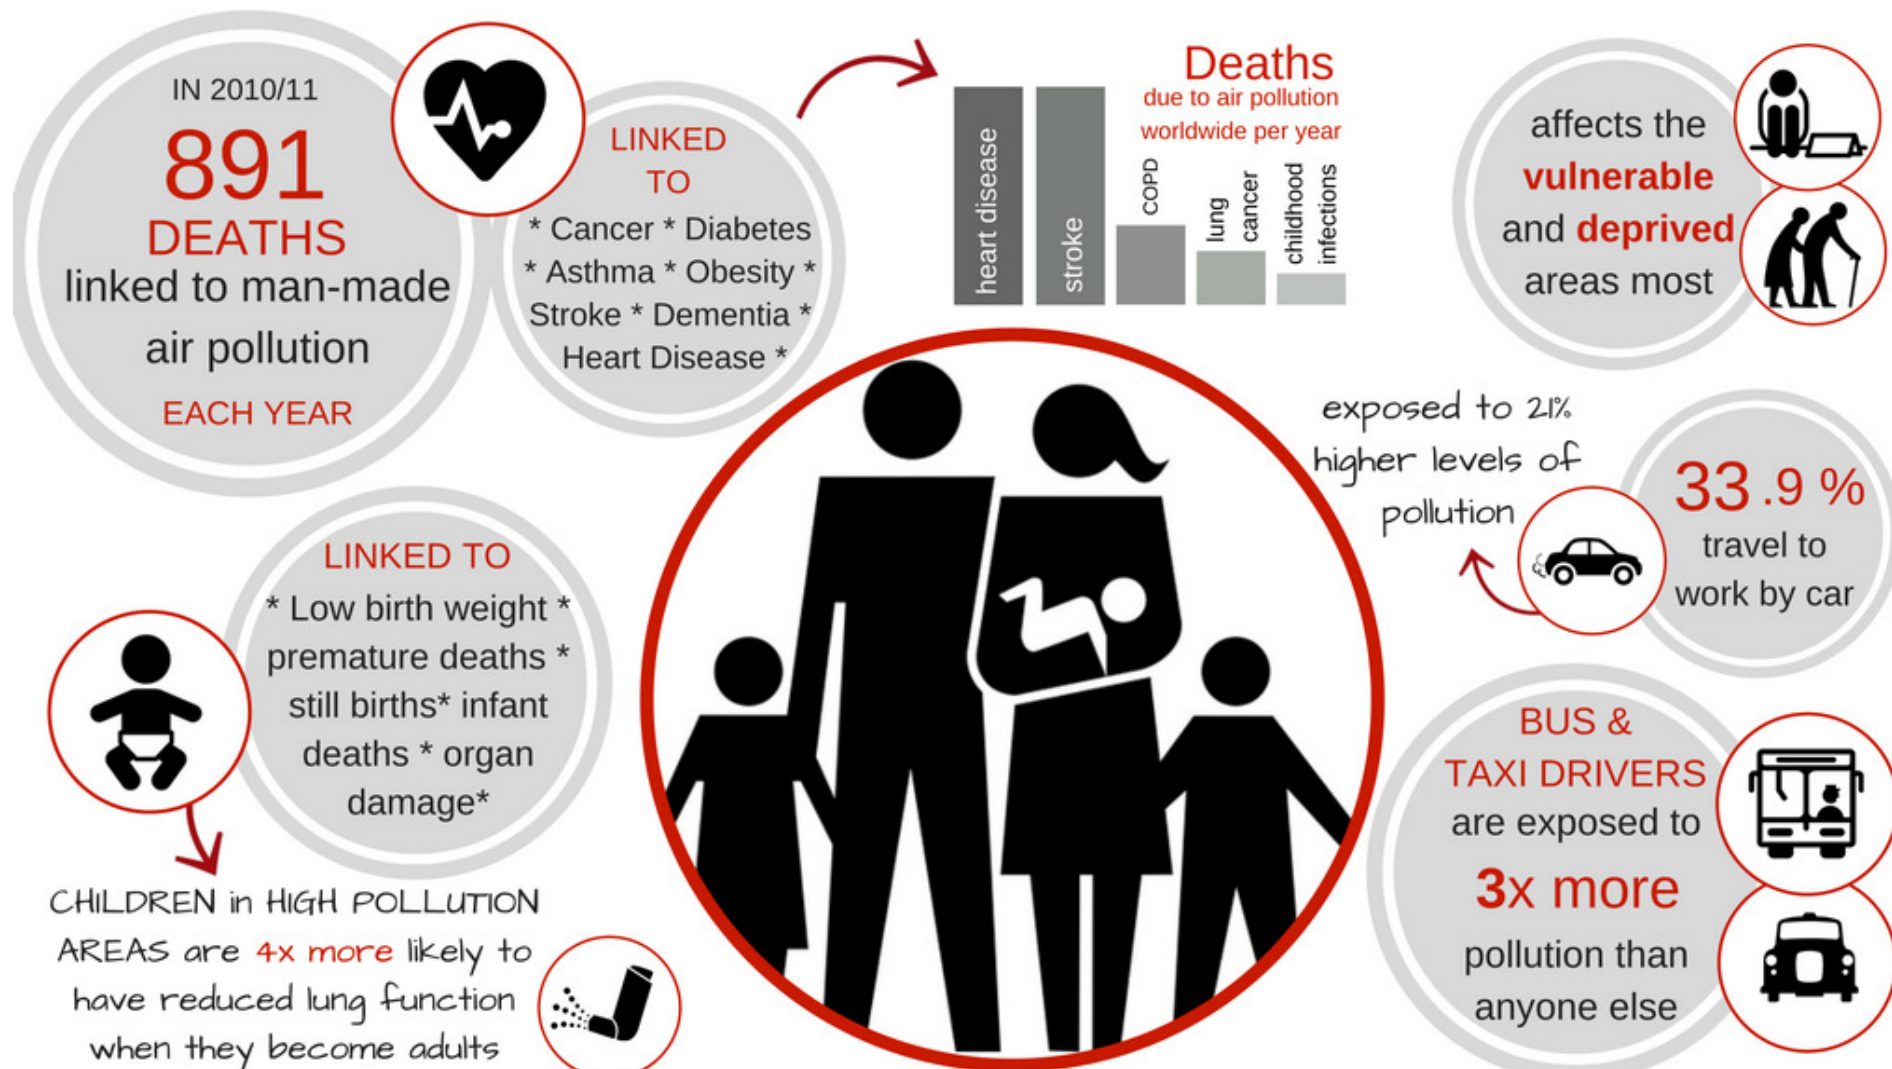 IN 2010/11
891
DEATHS
linked to man-made
air pollution
EACH YEAR
LINKED
TO
* Cancer * Diabetes
* Asthma * Obesity *
Stroke * Dementia *
Heart Disease *
Deaths
due to air pollution
worldwide per year
heart disease
stroke
COPD
lung
cancer
childhood
infections
affects the
vulnerable
and deprived
areas most
exposed to 21%
higher levels of
pollution
33.9 %
travel to
work by car
LINKED TO
* Low birth weight *
premature deaths *
still births* infant
deaths * organ
damage*
CHILDREN in HIGH POLLUTION
AREAS are 4x more likely to
have reduced lung function
when they become adults
BUS &
TAXI DRIVERS
are exposed to
3x more
pollution than
anyone else